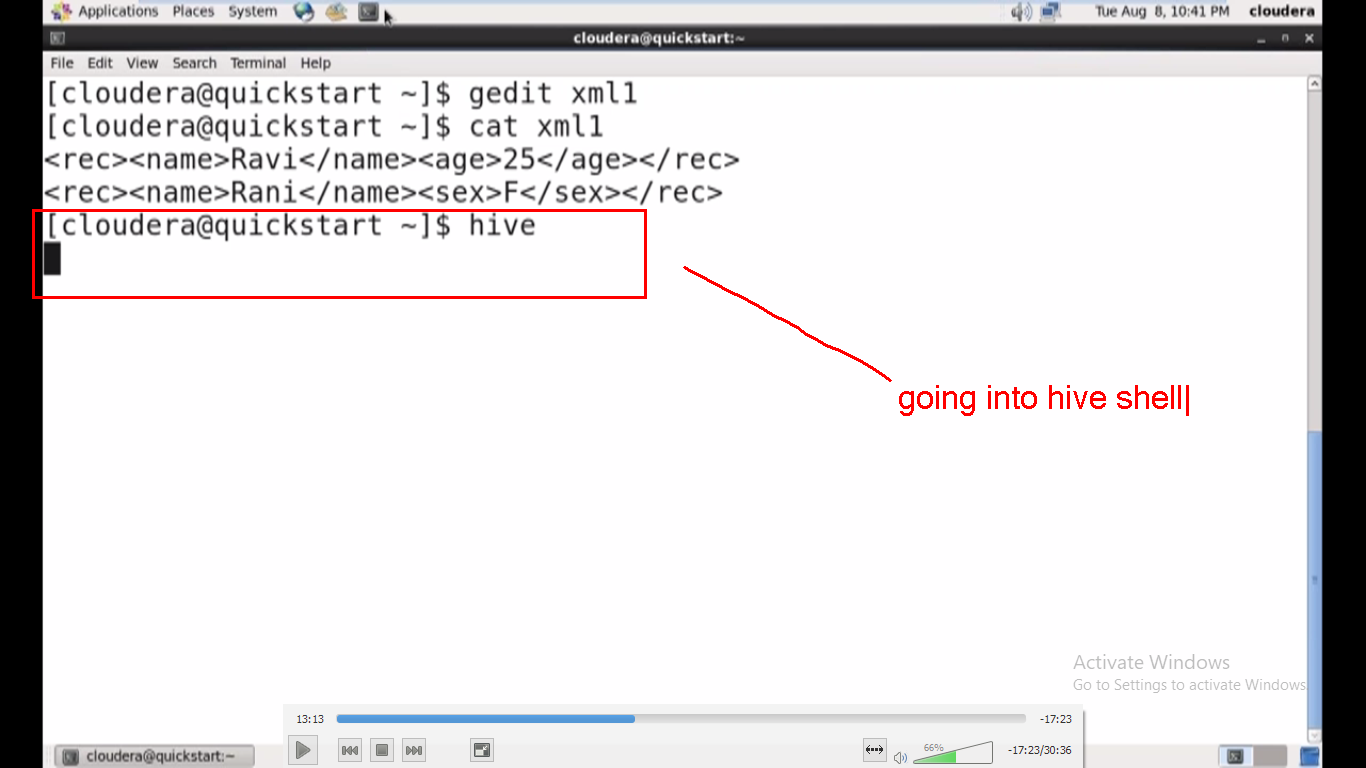 Applications Places System Tue Aug 8, 10:41 PM cloudera
cloudera@quickstart:~
File Edit View Search Terminal Help
[cloudera@quickstart ~]$ gedit xml1
[cloudera@quickstart ~]$ cat xml1
<rec><name>Ravi</name><age>25</age></rec>
<rec><name>Rani</name><sex>F</sex></rec>
[cloudera@quickstart ~]$ hive
going into hive shell
Activate Windows
Go to Settings to activate Windows.
13:13 -17:23
66% -17:23/30:36
cloudera@quickstart:~